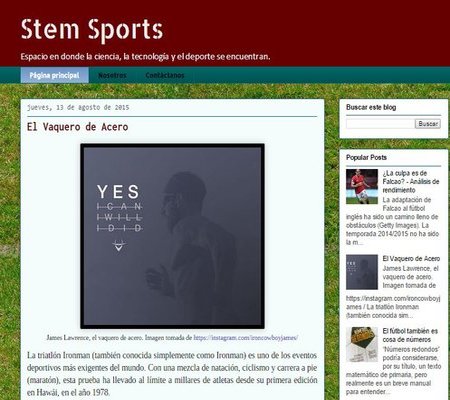 Stem Sports
Espacio en donde la ciencia, la tecnología y el deporte se encuentran.
Página principal
Nosotros
Contáctanos
jueves, 13 de agosto de 2015
El Vaquero de Acero
YES
I CAN
I WILL
I DID
James Lawrence, el vaquero de acero. Imagen tomada de https://instagram.com/ironcowboyjames/
La triatlón Ironman (también conocida simplemente como Ironman) es uno de los eventos
deportivos más exigentes del mundo. Con una mezcla de natación, ciclismo y carrera a pie
(maratón), esta prueba ha llevado al límite a millares de atletas desde su primera edición
en Hawái, en el año 1978.
Buscar este blog
Buscar
Popular Posts
¿La culpa es de
Falcao? - Análisis de
rendimiento
La adaptación de
Falcao al fútbol
inglés ha sido un camino lleno de
obstáculos (Getty Images). La
temporada 2014/2015 no ha sido
la m...
El Vaquero de Acero
James Lawrence, el
vaquero de acero.
Imagen tomada de
https://instagram.com/ironcowboyj
ames / La triatlón Ironman
(también conocida sim...
El fútbol también es
cosa de números
"Números redondos"
podría considerarse,
por su título, un texto
matemático de primaria, pero
realmente es un breve manual
para entender...